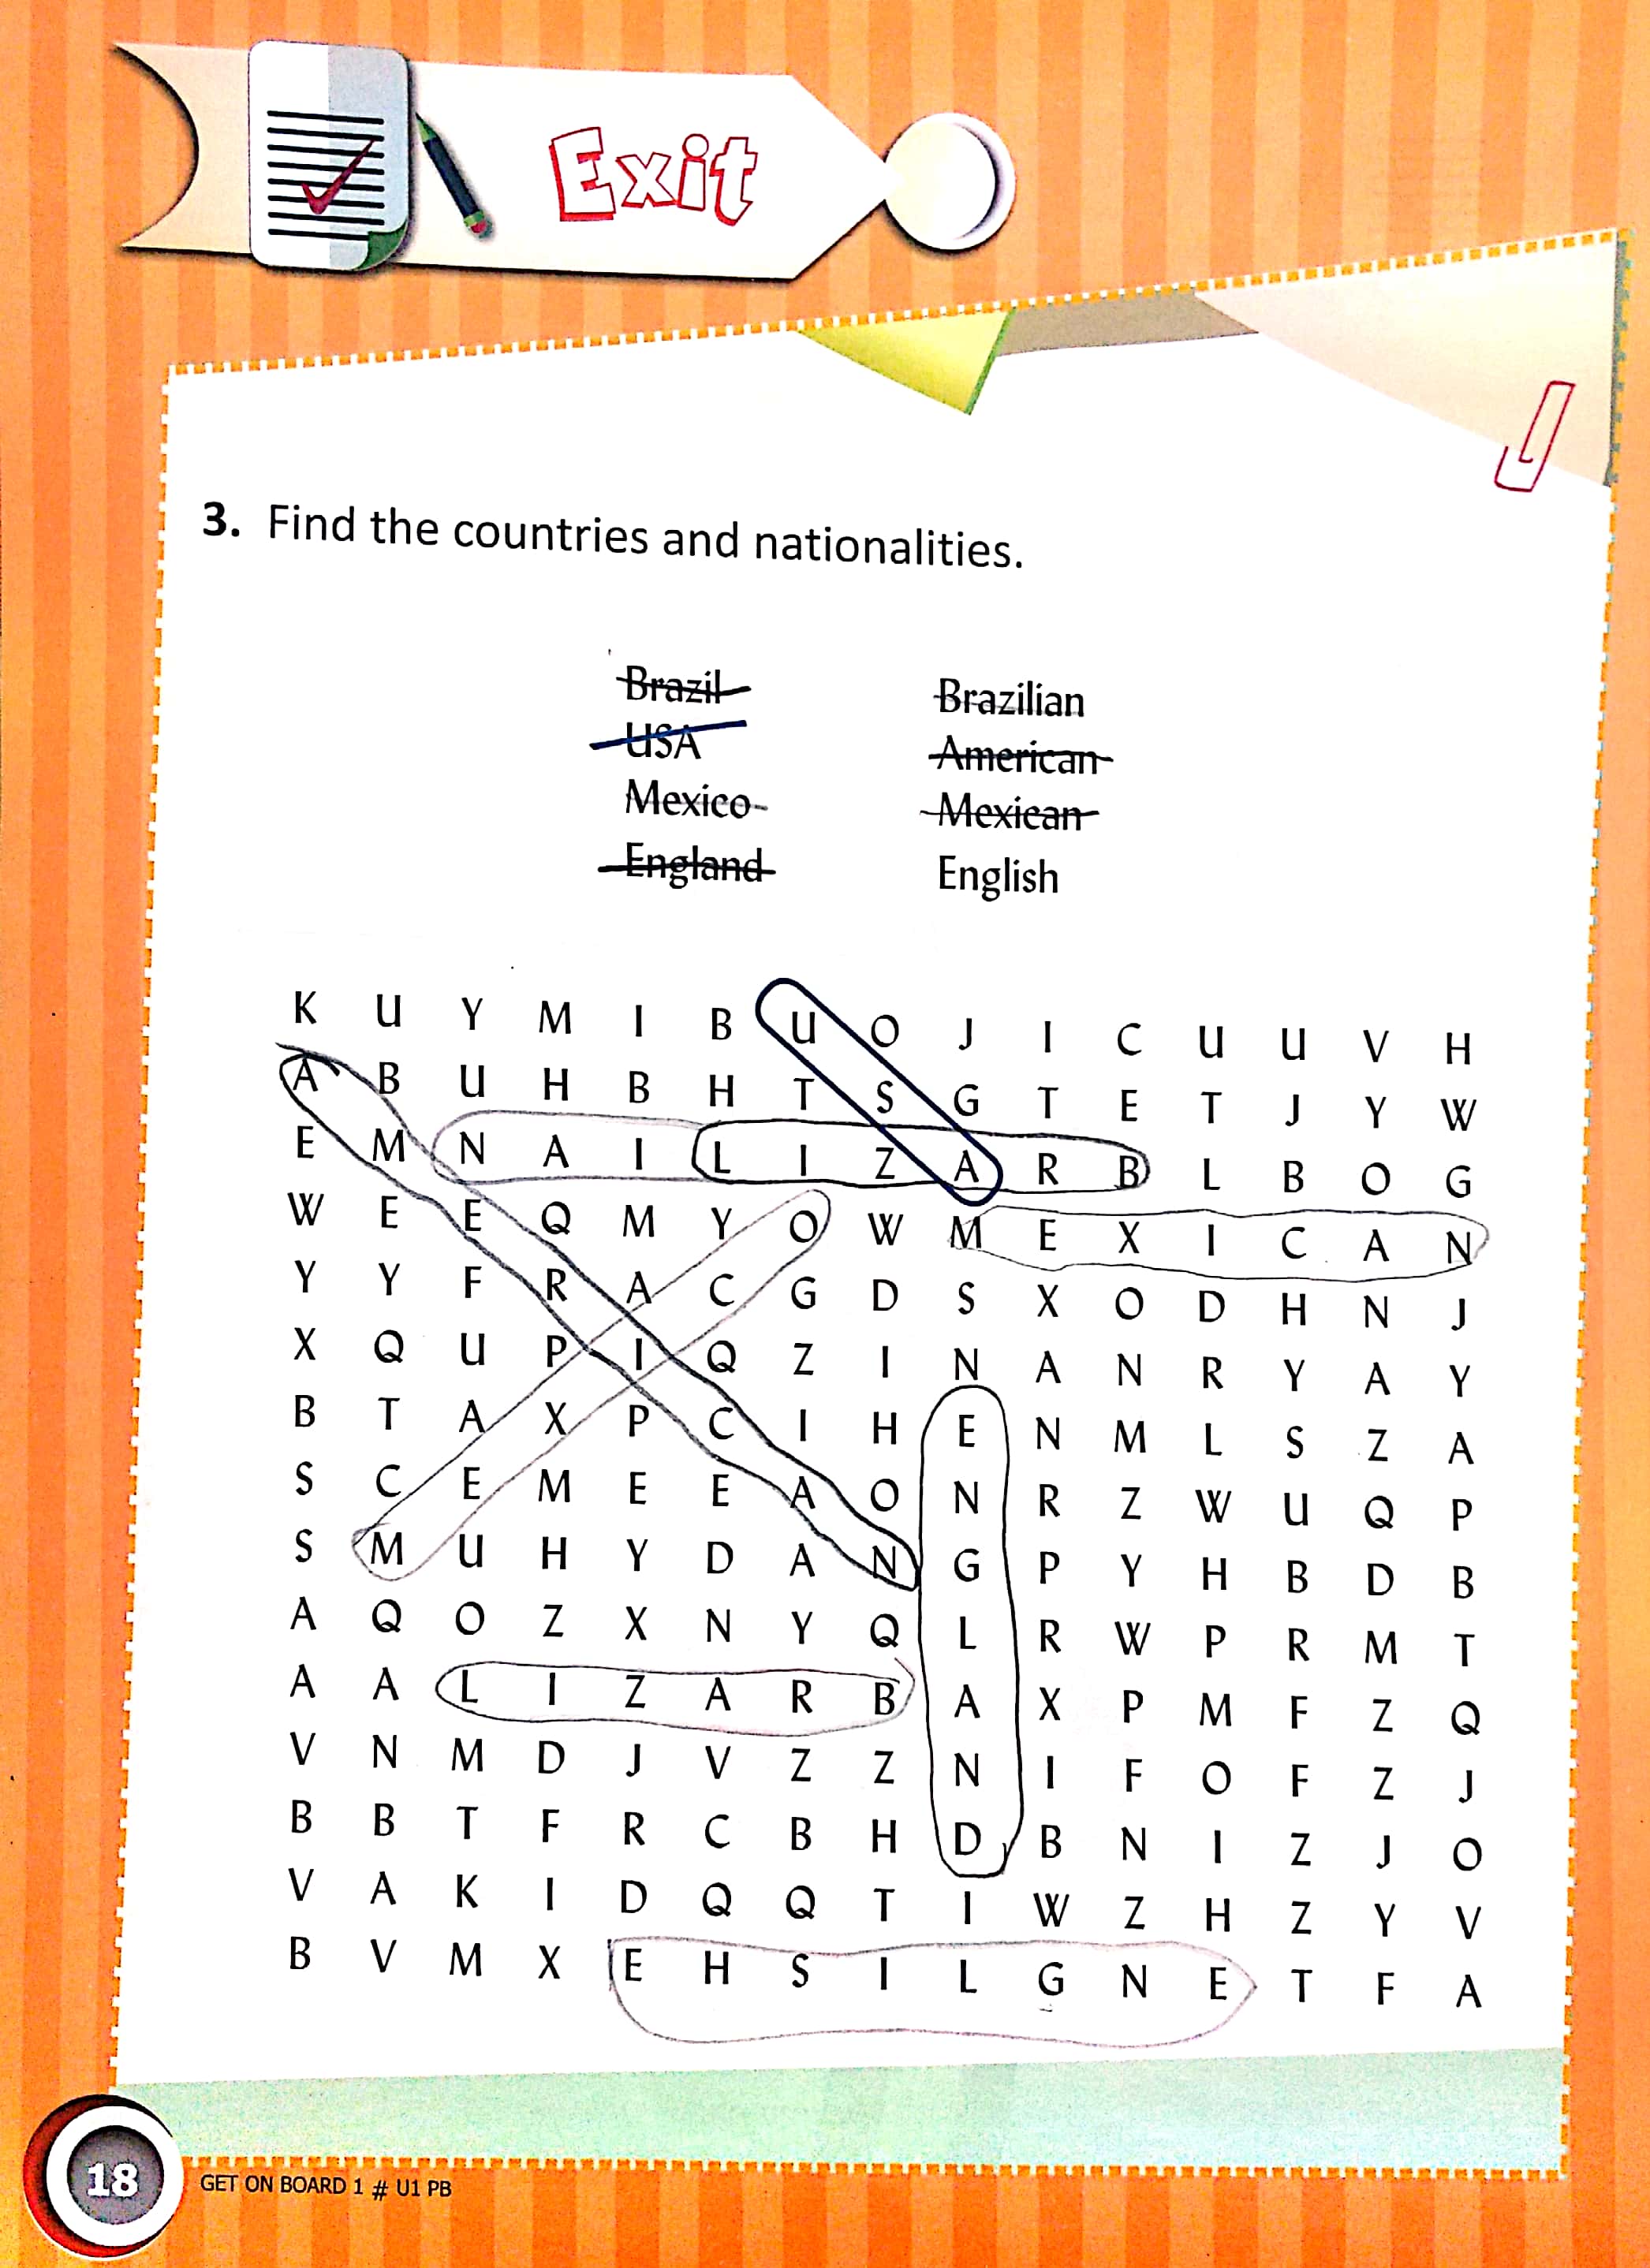 Exit
3. Find the countries and nationalities.
Brazil Brazilian
USA American
Mexico Mexican
England English
K U Y M I B U O J I C U U V H
A B U H B H T S G T E T J Y W
E M N A I L I Z A R B L B O G
W E E Q M Y O W M E X I C A N
Y Y F R A C G D S X O D H N J
X Q U P I Q Z I N A N R Y A Y
B T A X P C I H E N M L S Z A
S C E M E E A O N R Z W U Q P
S M U H Y D A N G P Y H B D B
A Q O Z X N Y Q L R W P R M T
A A L I Z A R B A X P M F Z Q
V N M D J V Z Z N I F O F Z J
B B T F R C B H D B N I Z J O
V A K I D Q Q T I W Z H Z Y V
B V M X E H S I L G N E T F A
18 GET ON BOARD 1 # U1 PB